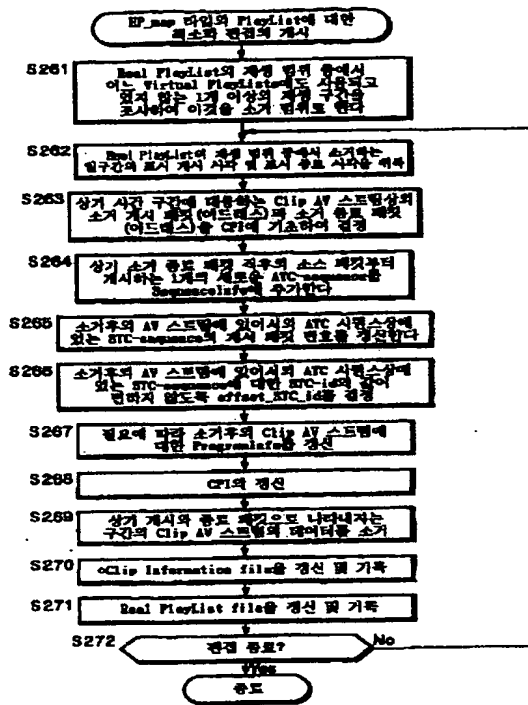 EP_map 타입의 PlayList에 대한
최소화 편집의 개시
S261
Real PlayList의 재생 범위 중에서
어느 Virtual PlayLists에도 사용되고
있지 않는 1개 이상의 재생 구간을
조사하여 이것을 소거 범위로 한다
S262
Real PlayList의 재생 범위 중에서 소거하는
일구간의 표시 개시 시각 및 표시 종료 시각을 취득
S263
상기 시간 구간에 대응하는 Clip AV 스트림상의
소거 개시 패킷(어드레스)과 소거 종료 패킷
(어드레스)을 CPI에 기초하여 결정
S264
상기 소거 종료 패킷 직후의 소스 패킷부터
개시하는 1개의 새로운 ATC-sequence를
SequenceInfo에 추가한다
S265
소거후의 AV 스트림에 있어서의 ATC 시퀀스상에
있는 STC-sequence의 개시 패킷 번호를 갱신한다
S266
소거후의 AV 스트림에 있어서의 ATC 시퀀스상에
있는 STC-sequence에 대한 STC-id의 값이
변하지 않도록 offset_STC_id를 결정
S267
필요에 따라 소거후의 Clip AV 스트림에
대한 ProgramInfo를 갱신
S268
CPI의 갱신
S269
상기 개시와 종료 패킷으로 나타내지는
구간의 Clip AV 스트림의 데이터를 소거
S270
Clip Information file을 갱신 및 기록
S271
Real PlayList file을 갱신 및 기록
S272
편집 종료?
No
Yes
종료